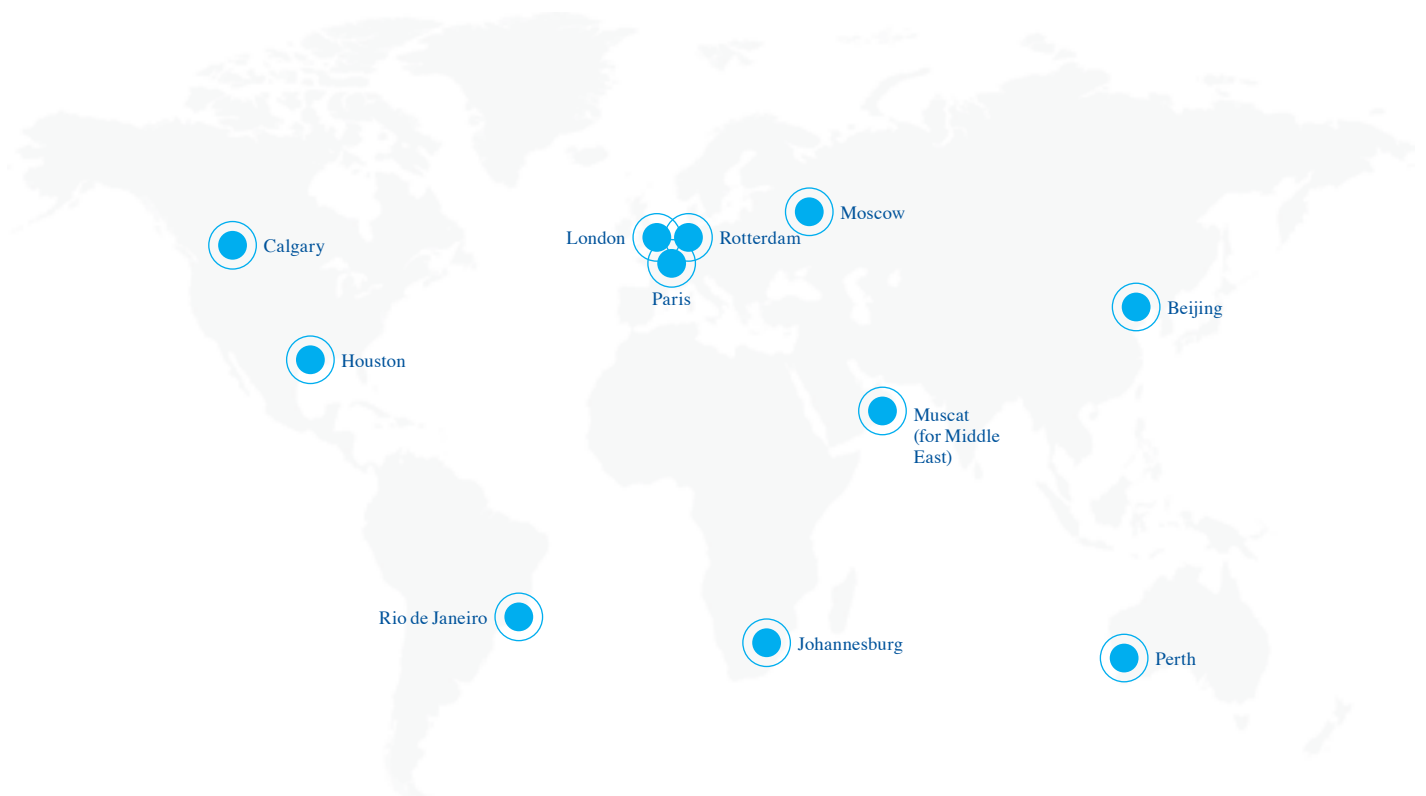 Moscow
London
Rotterdam
Calgary
Paris
Beijing
Houston
Muscat
(for Middle
East)
Rio de Janeiro
Johannesburg
Perth